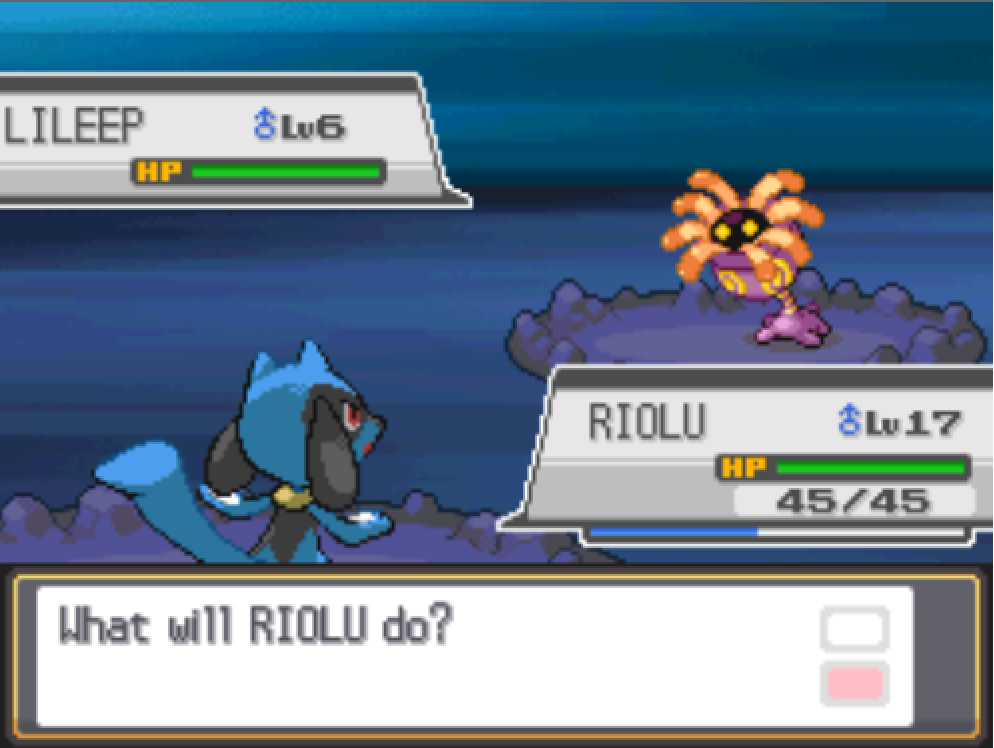 LILEEP ♂Lv6
HP
RIOLU ♂Lv17
HP
45/45
What will RIOLU do?